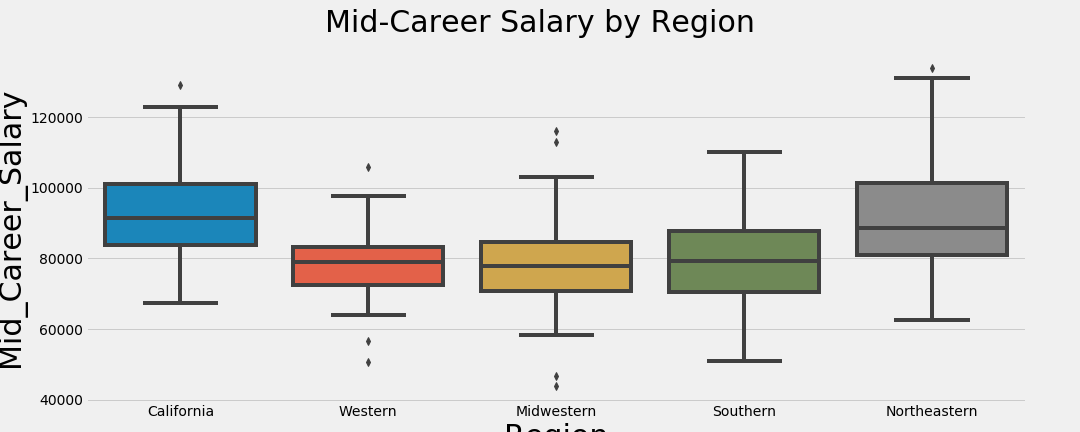 Mid-Career Salary by Region
Mid_Career_Salary
120000
100000
80000
60000
40000
California Western Midwestern Southern Northeastern
Region